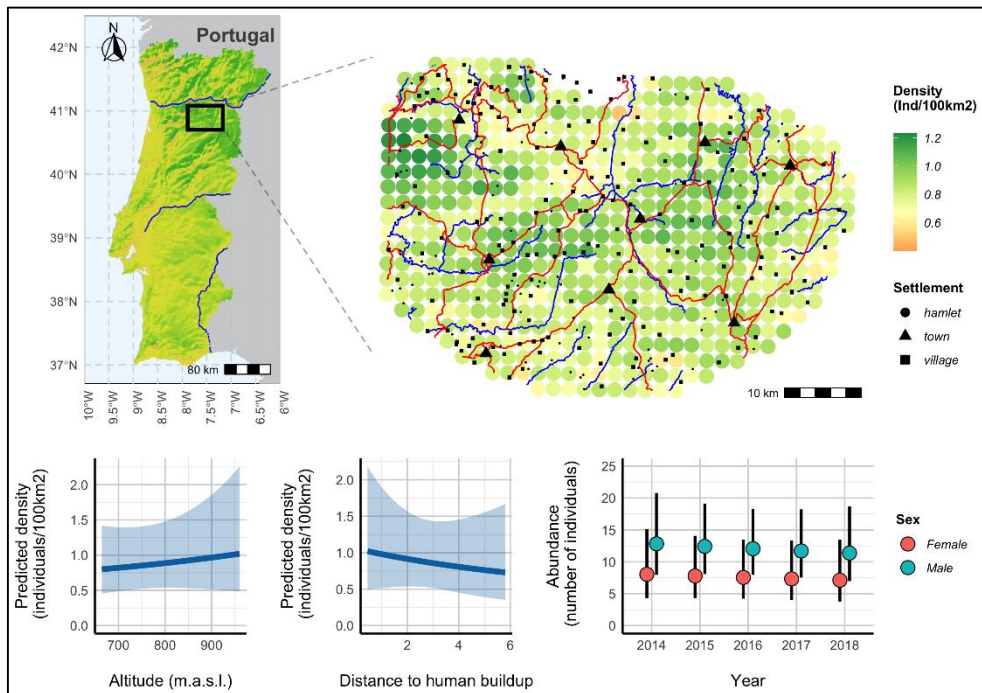 N
Portugal
42°N
41°N
40°N
39°N
38°N
37°N
80 km
10°W
9.5°W
9°W
8.5°W
8°W
7.5°W
7°W
6.5°W
6°W
10 km
Density
(Ind/100km2)
1.2
1.0
0.8
0.6
Settlement
hamlet
town
village
Predicted density
(individuals/100km2)
2.0
1.5
1.0
0.5
0.0
700
800
900
Altitude (m.a.s.l.)
Predicted density
(individuals/100km2)
2.0
1.5
1.0
0.5
0.0
2
4
6
Distance to human buildup
Abundance
(number of individuals)
25
20
15
10
5
0
2014
2015
2016
2017
2018
Year
Sex
Female
Male